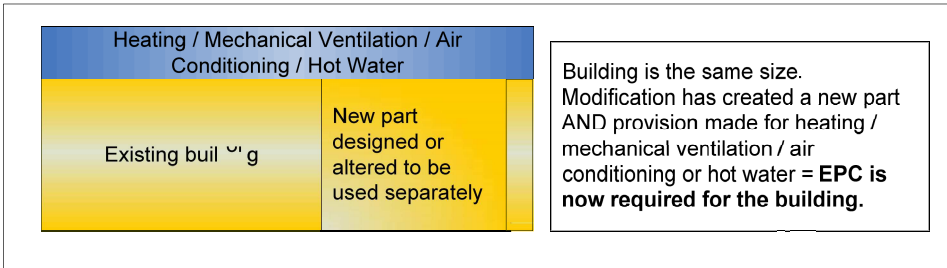 Heating / Mechanical Ventilation / Air
Conditioning / Hot Water
Existing
New part
designed or
altered to be
used separately
Building is the same size.
Modification has created a new part
AND provision made for heating /
mechanical ventilation / air
conditioning or hot water = EPC is
now required for the building.